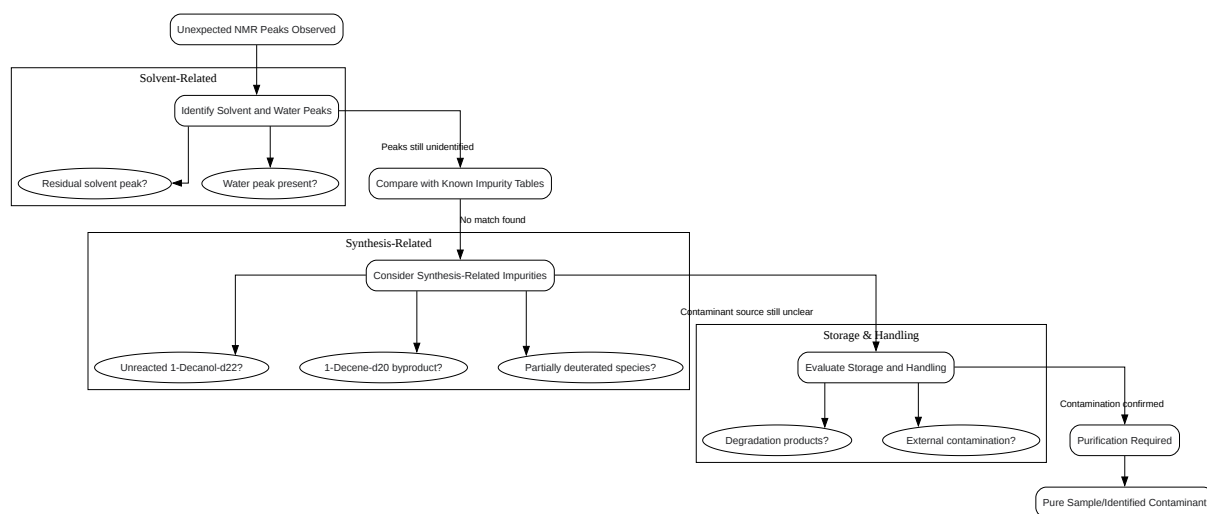 Unexpected NMR Peaks Observed
Solvent-Related
Identify Solvent and Water Peaks
Peaks still unidentified
Residual solvent peak?
Water peak present?
Compare with Known Impurity Tables
No match found
Synthesis-Related
Consider Synthesis-Related Impurities
Contaminant source still unclear
Storage & Handling
Unreacted 1-Decanol-d22?
1-Decene-d20 byproduct?
Partially deuterated species?
Evaluate Storage and Handling
Contamination confirmed
Degradation products?
External contamination?
Purification Required
Pure Sample/Identified Contaminant